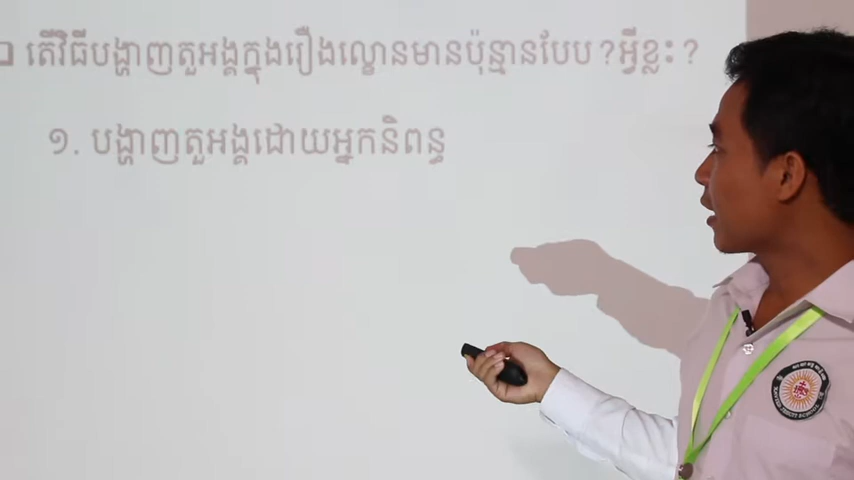 តើវិធីបង្ហាញតួអង្គក្នុងរឿងល្ខោនមានប៉ុន្មានបែប ?អ្វីខ្លះ ?
១. បង្ហាញតួអង្គដោយអ្នកនិពន្ធ